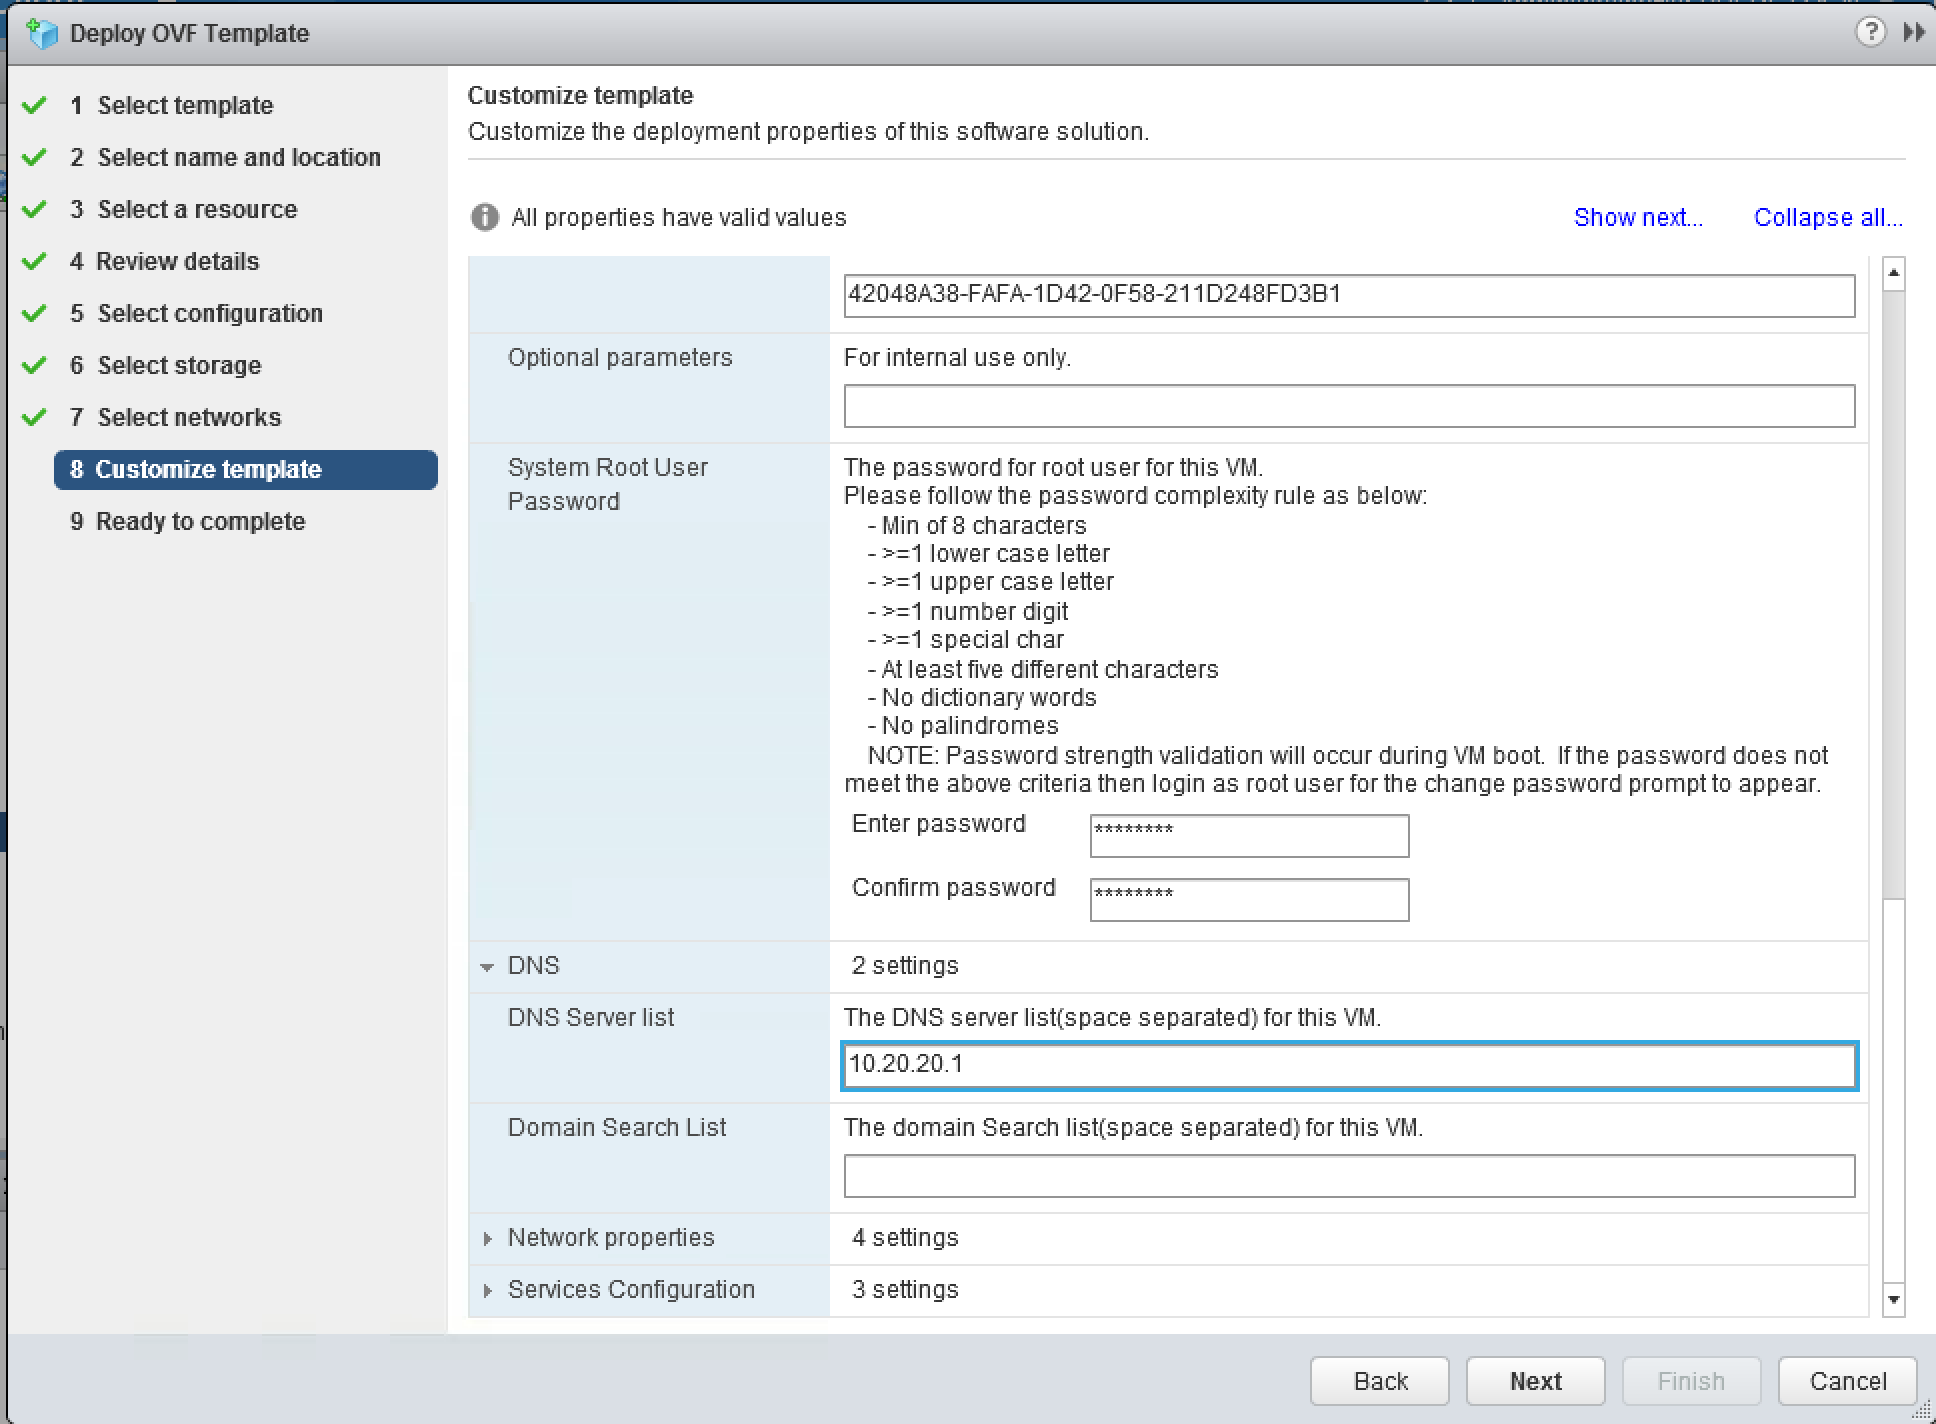 Deploy OVF Template
?
1 Select template
2 Select name and location
3 Select a resource
4 Review details
5 Select configuration
6 Select storage
7 Select networks
8 Customize template
9 Ready to complete
Customize template
Customize the deployment properties of this software solution.
All properties have valid values
Show next...
Collapse all...
42048A38-FAFA-1D42-0F58-211D248FD3B1
Optional parameters
For internal use only.
System Root User
Password
The password for root user for this VM.
Please follow the password complexity rule as below:
- Min of 8 characters
- >=1 lower case letter
- >=1 upper case letter
- >=1 number digit
- >=1 special char
- At least five different characters
- No dictionary words
- No palindromes
NOTE: Password strength validation will occur during VM boot. If the password does not
meet the above criteria then login as root user for the change password prompt to appear.
Enter password
********
Confirm password
********
DNS
2 settings
DNS Server list
The DNS server list(space separated) for this VM.
10.20.20.1
Domain Search List
The domain Search list(space separated) for this VM.
Network properties
4 settings
Services Configuration
3 settings
Back
Next
Finish
Cancel